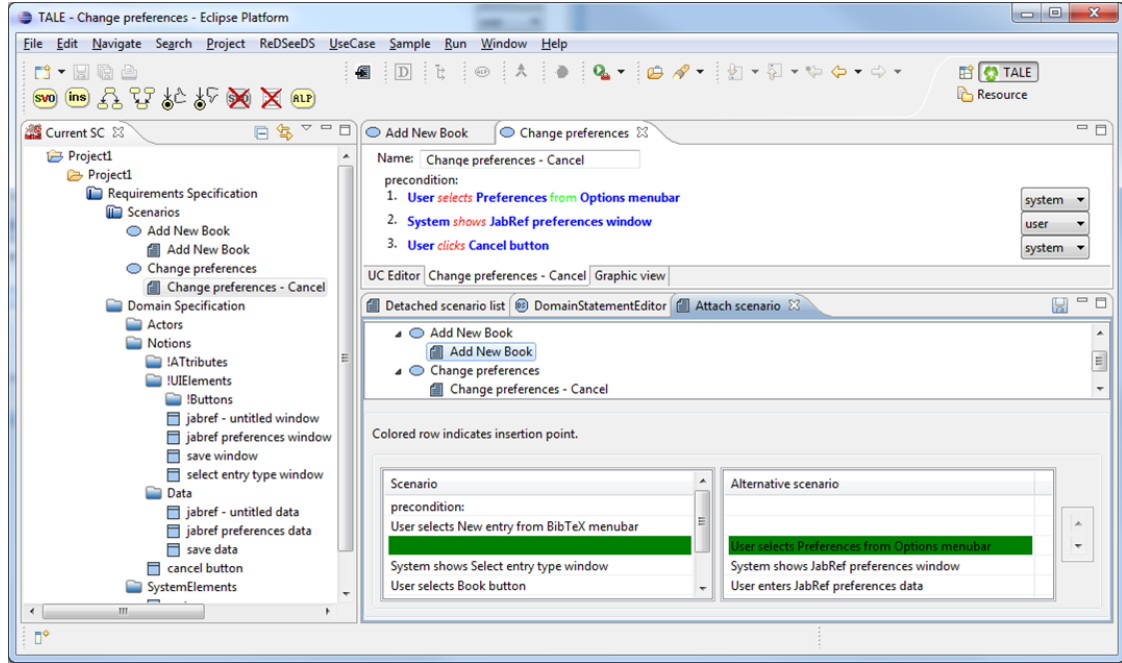 TALE - Change preferences - Eclipse Platform
File Edit Navigate Search Project ReDSeeDS UseCase Sample Run Window Help
D ALP TALE
svo ins SVO ALP Resource
Current SC
Project1
Project1
Requirements Specification
Scenarios
Add New Book
Add New Book
Change preferences
Change preferences - Cancel
Domain Specification
Actors
Notions
!ATtributes
!UIElements
!Buttons
jabref - untitled window
jabref preferences window
save window
select entry type window
Data
jabref - untitled data
jabref preferences data
save data
cancel button
SystemElements
Add New Book Change preferences
Name: Change preferences - Cancel
precondition:
1. User selects Preferences from Options menubar system
2. System shows JabRef preferences window user
3. User clicks Cancel button system
UC Editor Change preferences - Cancel Graphic view
Detached scenario list DS DomainStatementEditor Attach scenario
Add New Book
Add New Book
Change preferences
Change preferences - Cancel
Colored row indicates insertion point.
Scenario Alternative scenario
precondition:
User selects New entry from BibTeX menubar
User selects Preferences from Options menubar
System shows Select entry type window System shows JabRef preferences window
User selects Book button User enters JabRef preferences data